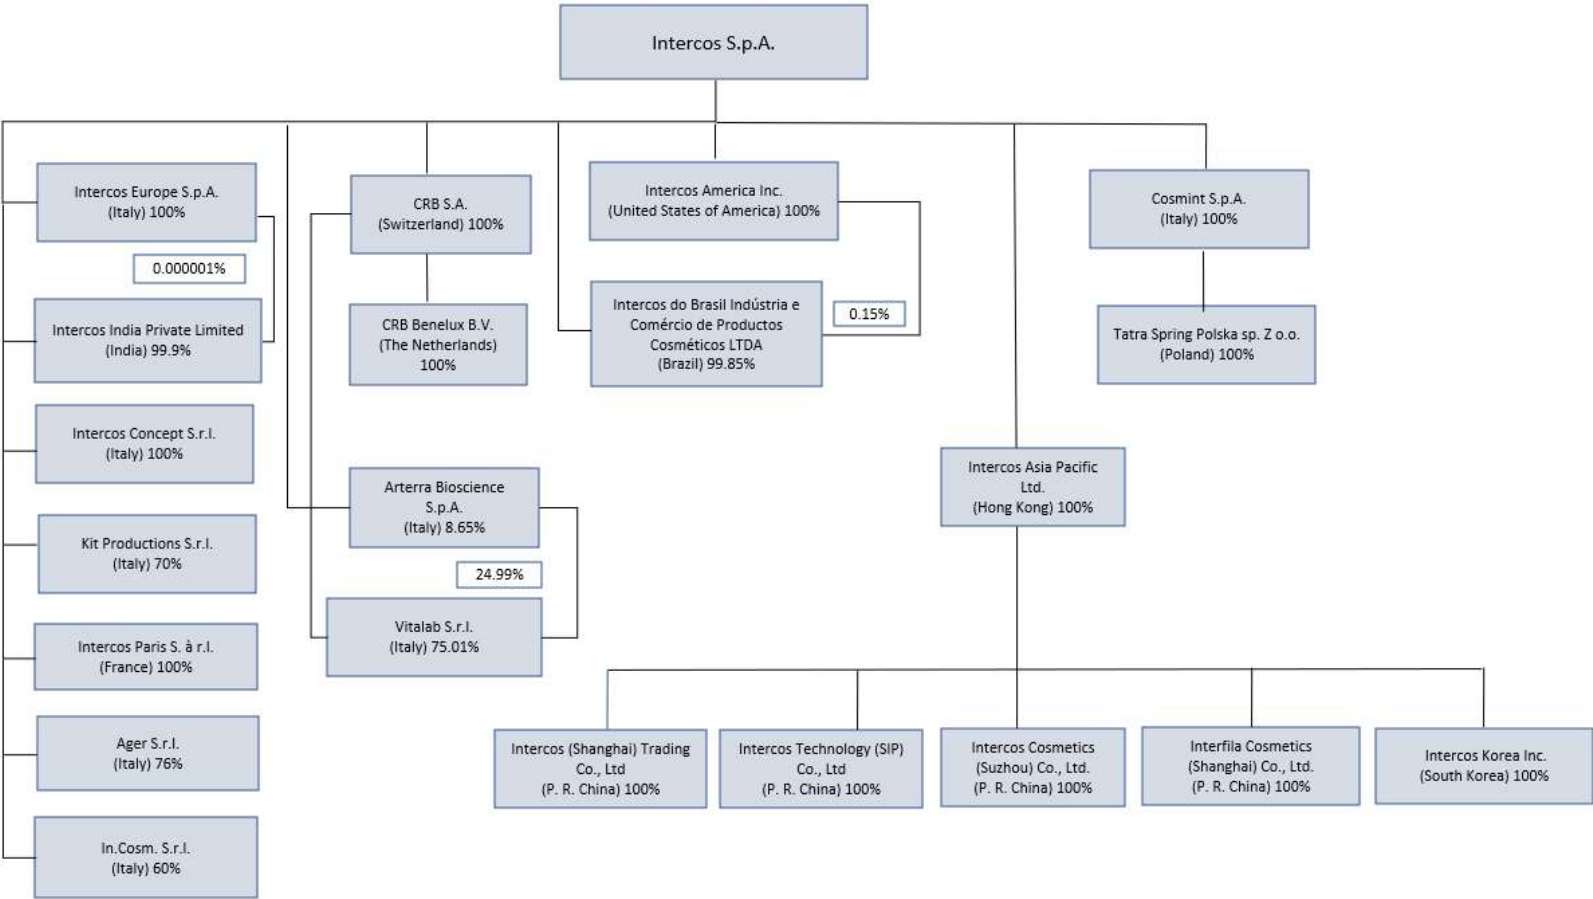 Intercos S.p.A.
Intercos Europe S.p.A.
(Italy) 100%
0.000001%
Intercos India Private Limited
(India) 99.9%
Intercos Concept S.r.l.
(Italy) 100%
Kit Productions S.r.l.
(Italy) 70%
Intercos Paris S. à r.l.
(France) 100%
Ager S.r.l.
(Italy) 76%
In.Cosm. S.r.l.
(Italy) 60%
CRB S.A.
(Switzerland) 100%
CRB Benelux B.V.
(The Netherlands)
100%
Arterra Bioscience
S.p.A.
(Italy) 8.65%
24.99%
Vitalab S.r.l.
(Italy) 75.01%
Intercos America Inc.
(United States of America) 100%
Intercos do Brasil Indústria e
Comércio de Productos
Cosméticos LTDA
(Brazil) 99.85%
0.15%
Cosmint S.p.A.
(Italy) 100%
Tatra Spring Polska sp. Z o.o.
(Poland) 100%
Intercos Asia Pacific
Ltd.
(Hong Kong) 100%
Intercos (Shanghai) Trading
Co., Ltd
(P. R. China) 100%
Intercos Technology (SIP)
Co., Ltd
(P. R. China) 100%
Intercos Cosmetics
(Suzhou) Co., Ltd.
(P. R. China) 100%
Interfila Cosmetics
(Shanghai) Co., Ltd.
(P. R. China) 100%
Intercos Korea Inc.
(South Korea) 100%